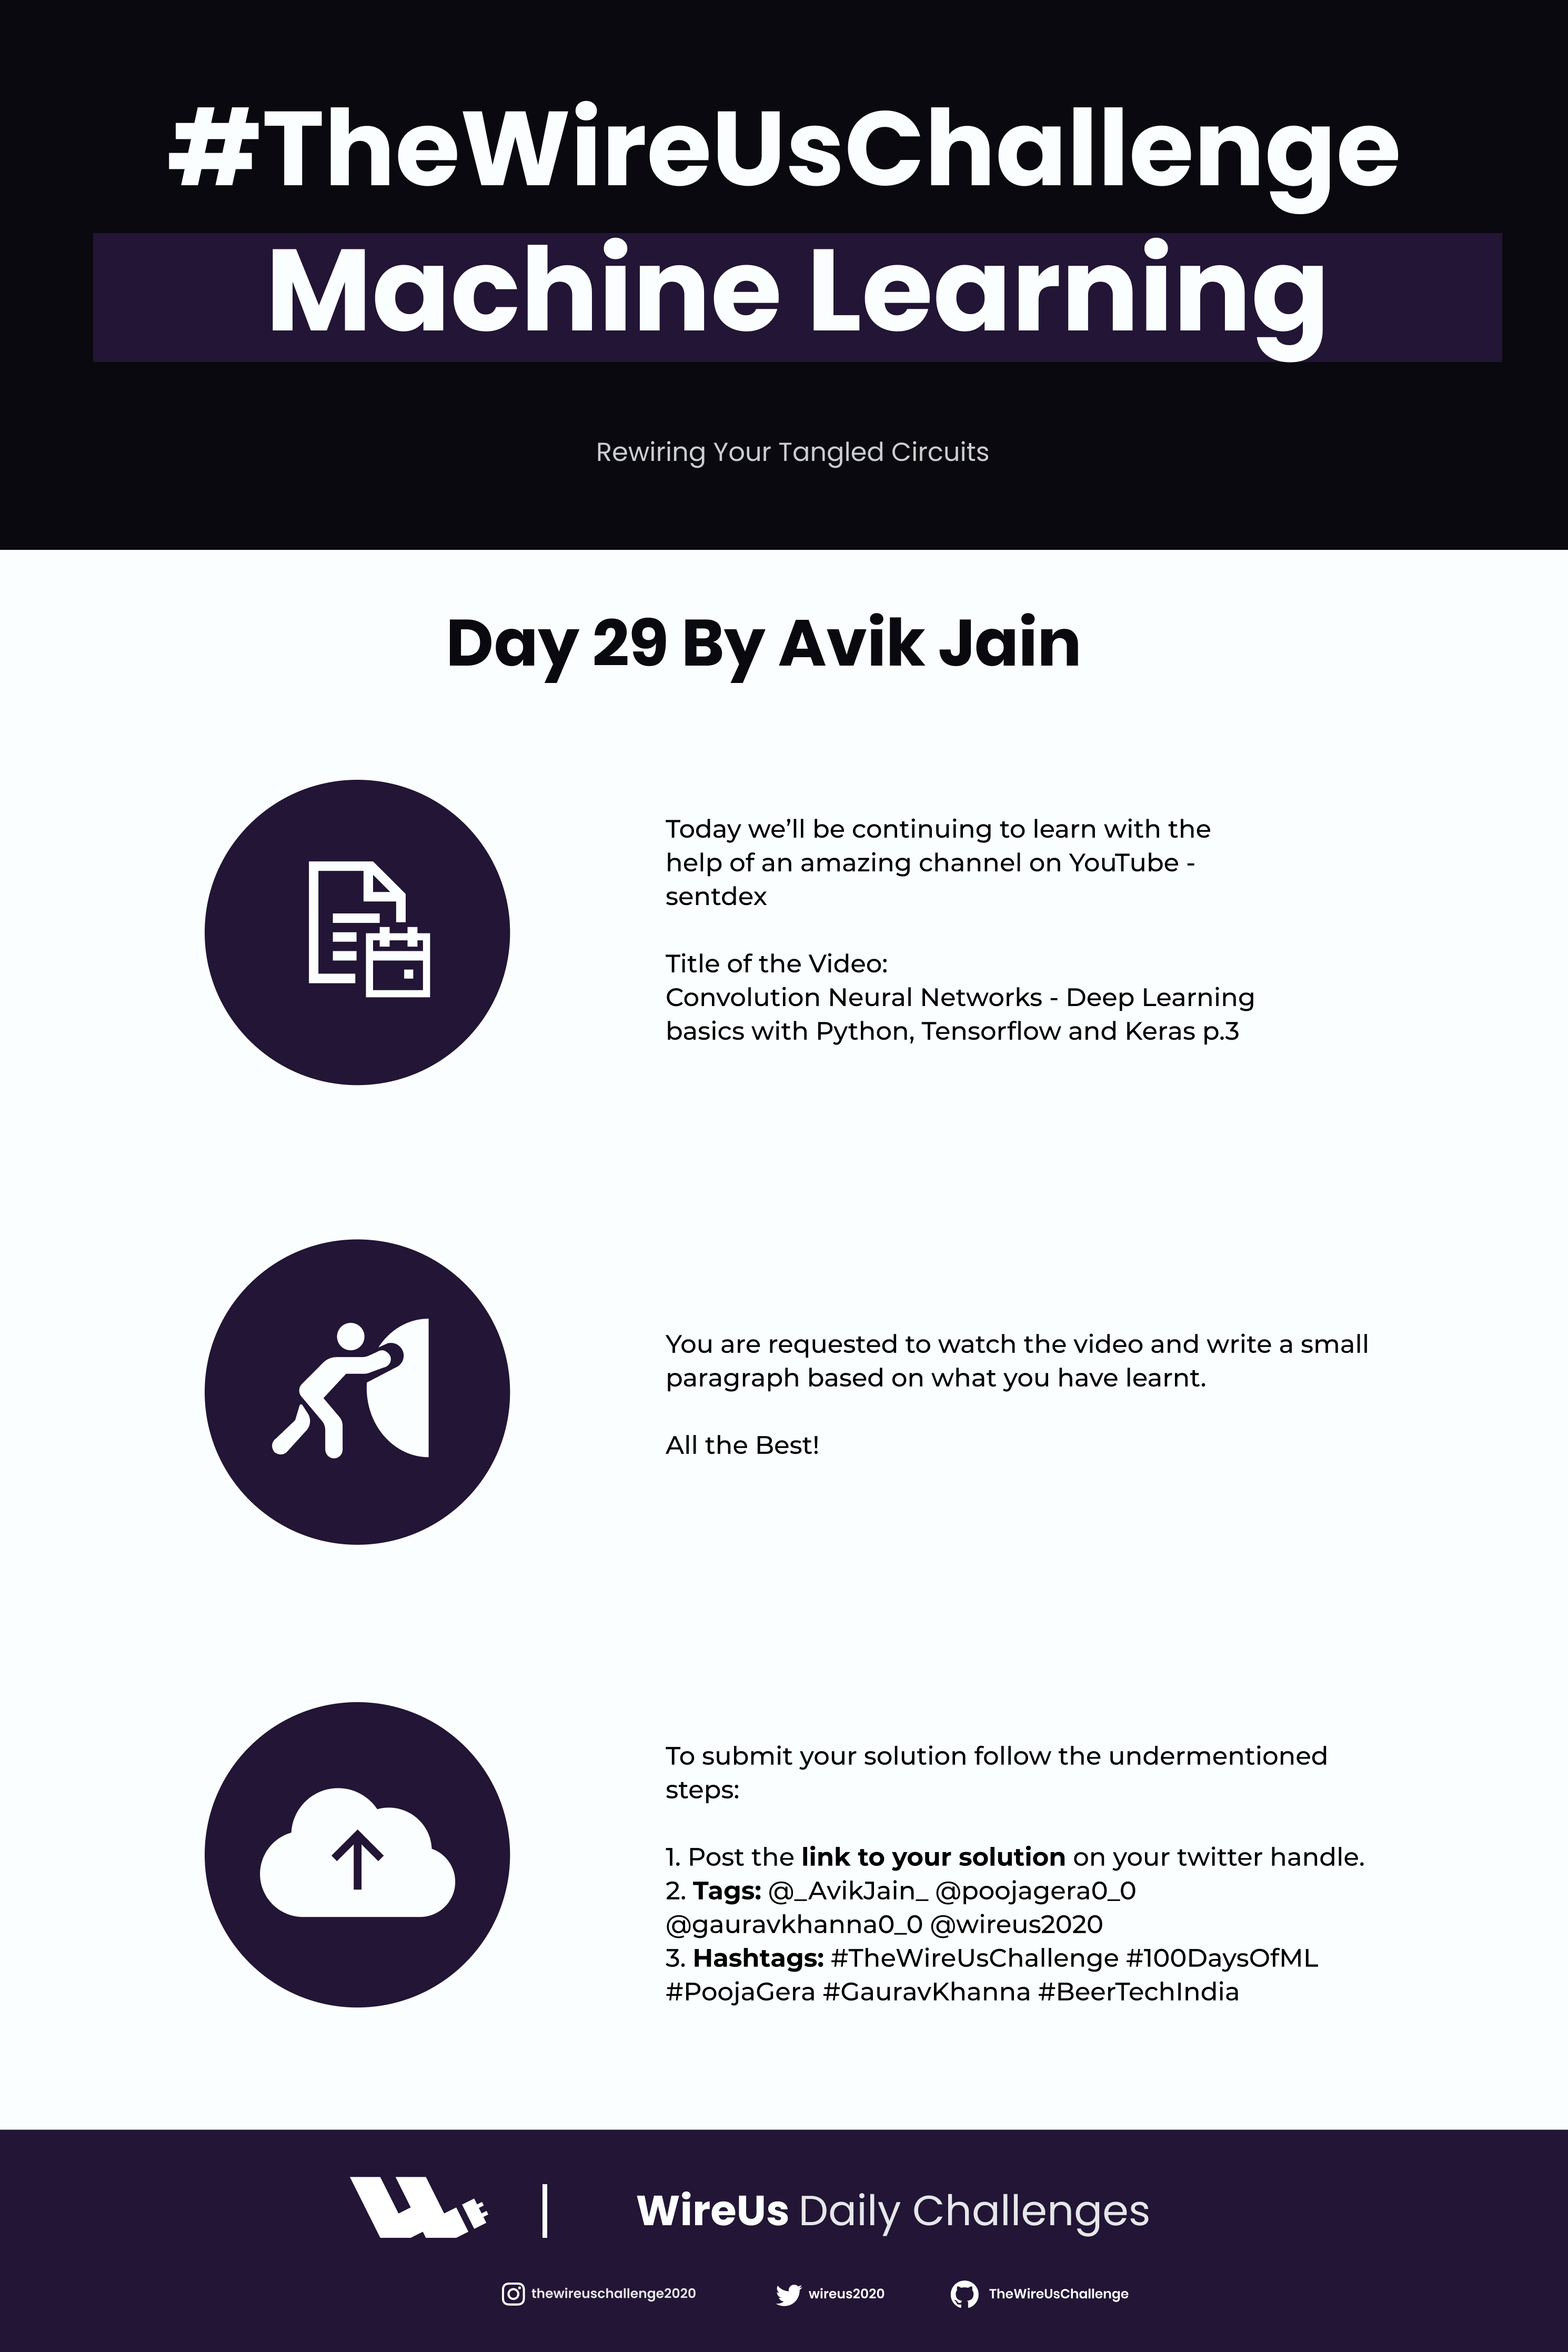 #TheWireUsChallenge
Machine Learning
Rewiring Your Tangled Circuits
Day 29 By Avik Jain
Today we’ll be continuing to learn with the
help of an amazing channel on YouTube -
sentdex
Title of the Video:
Convolution Neural Networks - Deep Learning
basics with Python, Tensorflow and Keras p.3
You are requested to watch the video and write a small
paragraph based on what you have learnt.
All the Best!
To submit your solution follow the undermentioned
steps:
1. Post the link to your solution on your twitter handle.
2. Tags: @_AvikJain_ @poojagera0_0
@gauravkhanna0_0 @wireus2020
3. Hashtags: #TheWireUsChallenge #100DaysOfML
#PoojaGera #GauravKhanna #BeerTechIndia
WireUs Daily Challenges
thewireuschallenge2020 wireus2020 TheWireUsChallenge